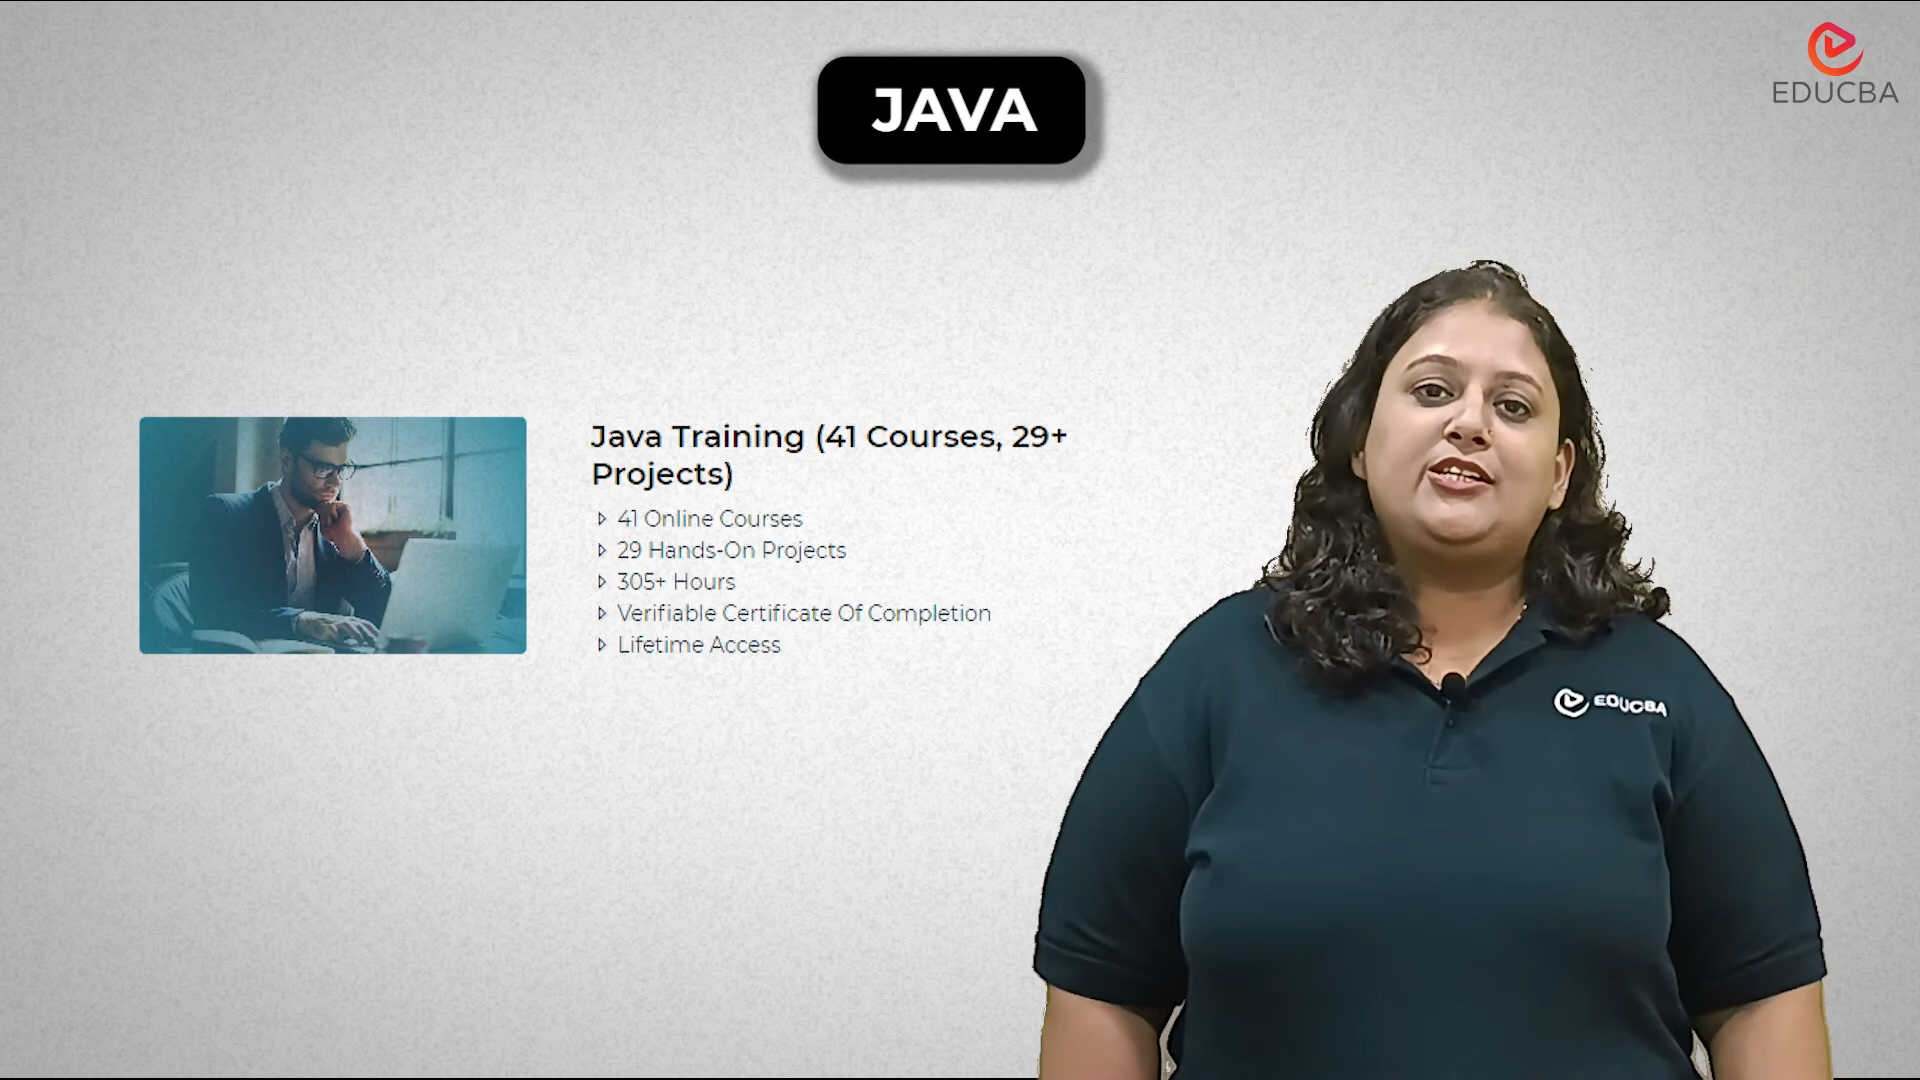 JAVA
EDUCBA
Java Training (41 Courses, 29+
Projects)
41 Online Courses
29 Hands-On Projects
305+ Hours
Verifiable Certificate Of Completion
Lifetime Access
EDUCBA